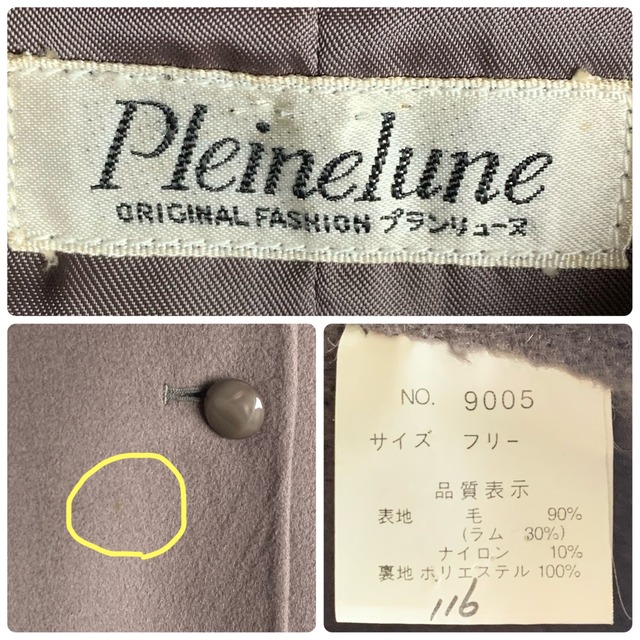 Pleinelune
ORIGINAL FASHION プランリューヌ
NO. 9005
サイズ フリー
品質表示
表地 毛 90%
(ラム 30%)
ナイロン 10%
裏地 ポリエステル 100%
116